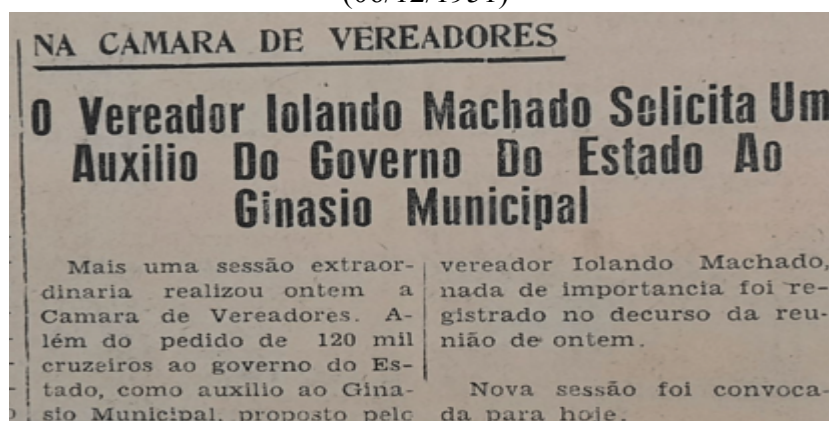 (06/12/1951)
NA CAMARA DE VEREADORES
O Vereador Iolando Machado Solicita Um
Auxilio Do Governo Do Estado Ao
Ginasio Municipal
Mais uma sessão extraor-
dinaria realizou ontem a
Camara de Vereadores. A-
lém do pedido de 120 mil
cruzeiros ao governo do Es-
tado, como auxilio ao Gina-
sio Municipal, proposto pelo
vereador Iolando Machado,
nada de importancia foi re-
gistrado no decurso da reu-
nião de ontem.
Nova sessão foi convoca-
da para hoje.